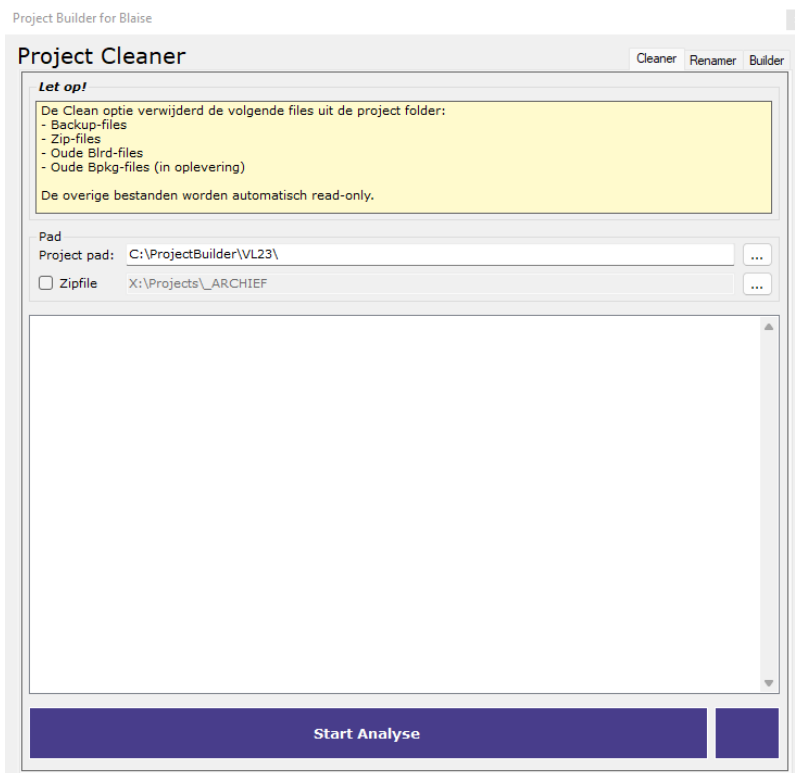 Project Builder for Blaise
Project Cleaner
Cleaner Renamer Builder
Let op!
De Clean optie verwijderd de volgende files uit de project folder:
- Backup-files
- Zip-files
- Oude Blrd-files
- Oude Bpkg-files (in oplevering)
De overige bestanden worden automatisch read-only.
Pad
Project pad: C:\ProjectBuilder\VL23\ ...
Zipfile X:\Projects\_ARCHIEF ...
Start Analyse